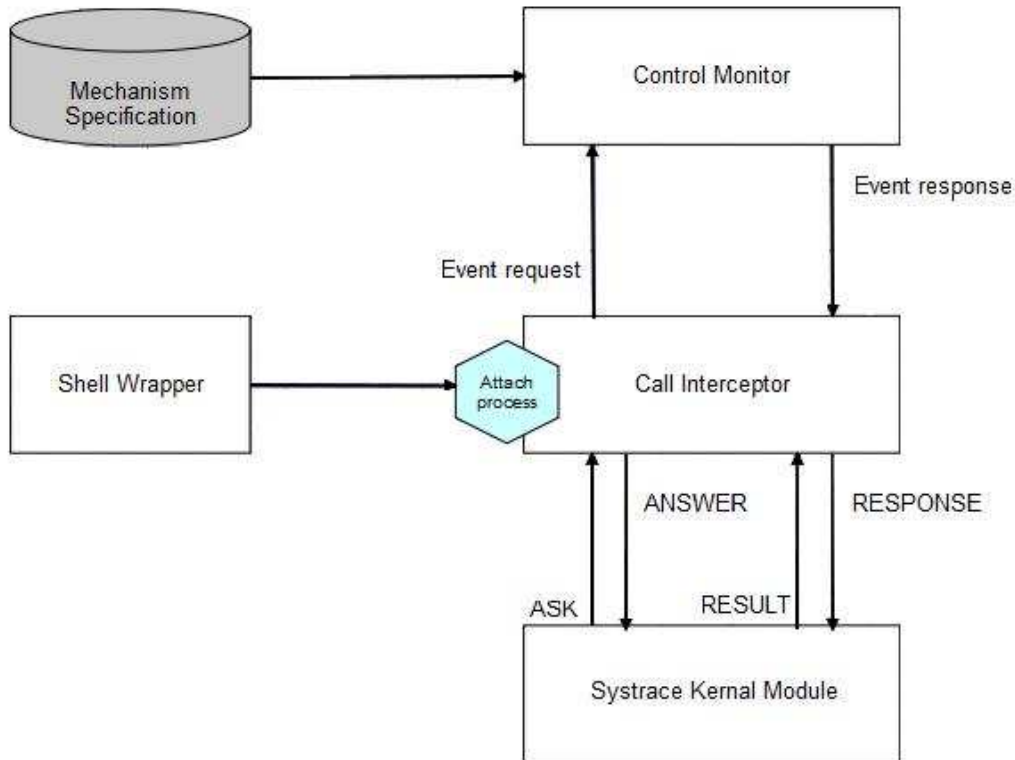 Mechanism
Specification
Control Monitor
Event response
Event request
Shell Wrapper
Attach
process
Call Interceptor
ANSWER
RESPONSE
ASK
RESULT
Systrace Kernal Module